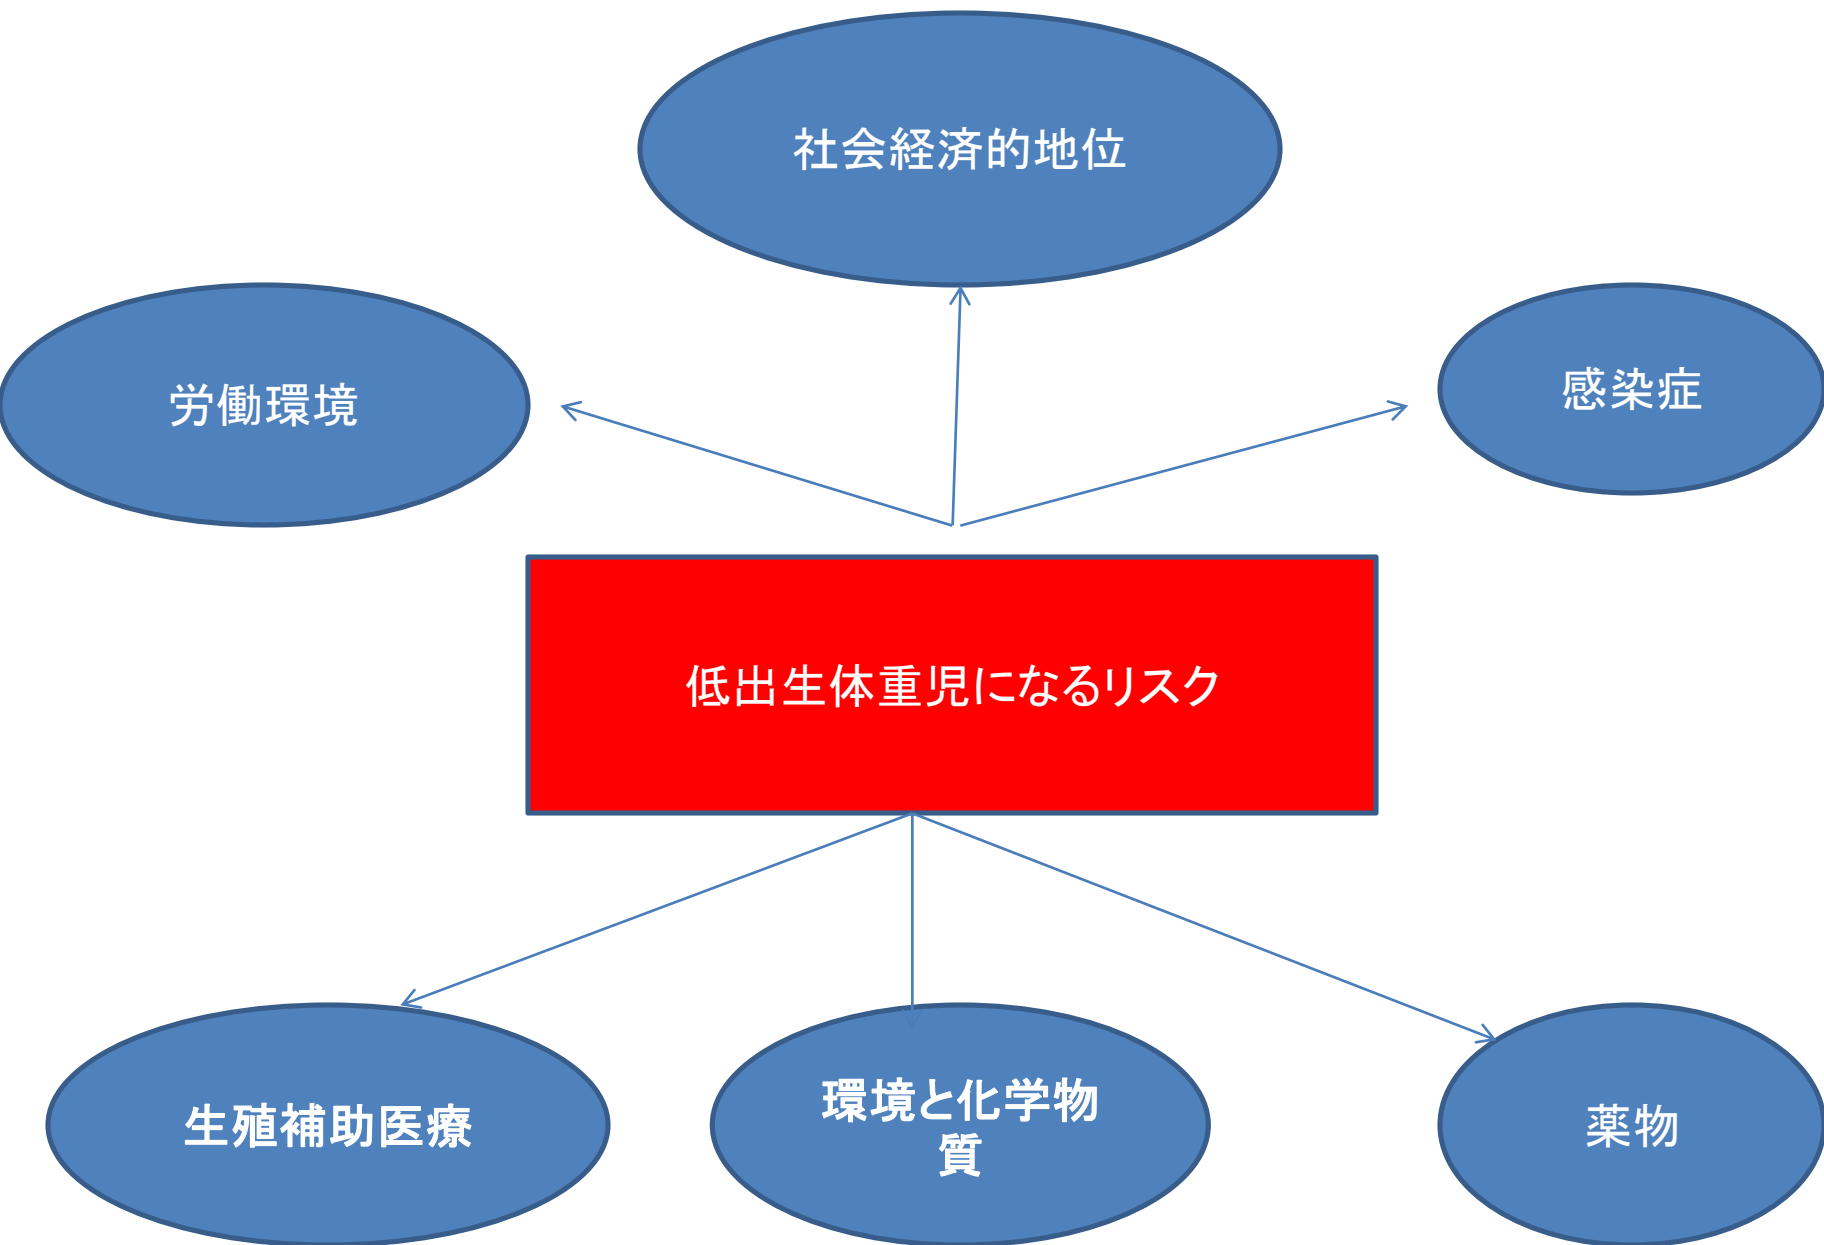 社会経済的地位
労働環境
感染症
低出生体重児になるリスク
生殖補助医療
環境と化学物
質
薬物